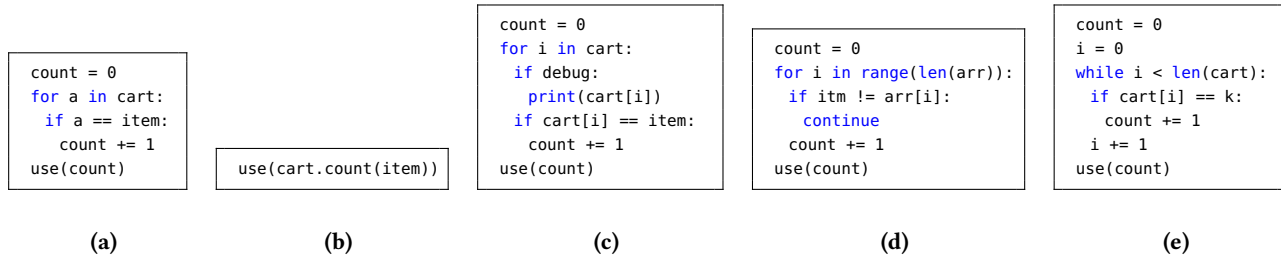 count = 0
for a in cart:
  if a == item:
    count += 1
use(count)
(a)
use(cart.count(item))
(b)
count = 0
for i in cart:
  if debug:
    print(cart[i])
  if cart[i] == item:
    count += 1
use(count)
(c)
count = 0
for i in range(len(arr)):
  if itm != arr[i]:
    continue
  count += 1
use(count)
(d)
count = 0
i = 0
while i < len(cart):
  if cart[i] == k:
    count += 1
  i += 1
use(count)
(e)